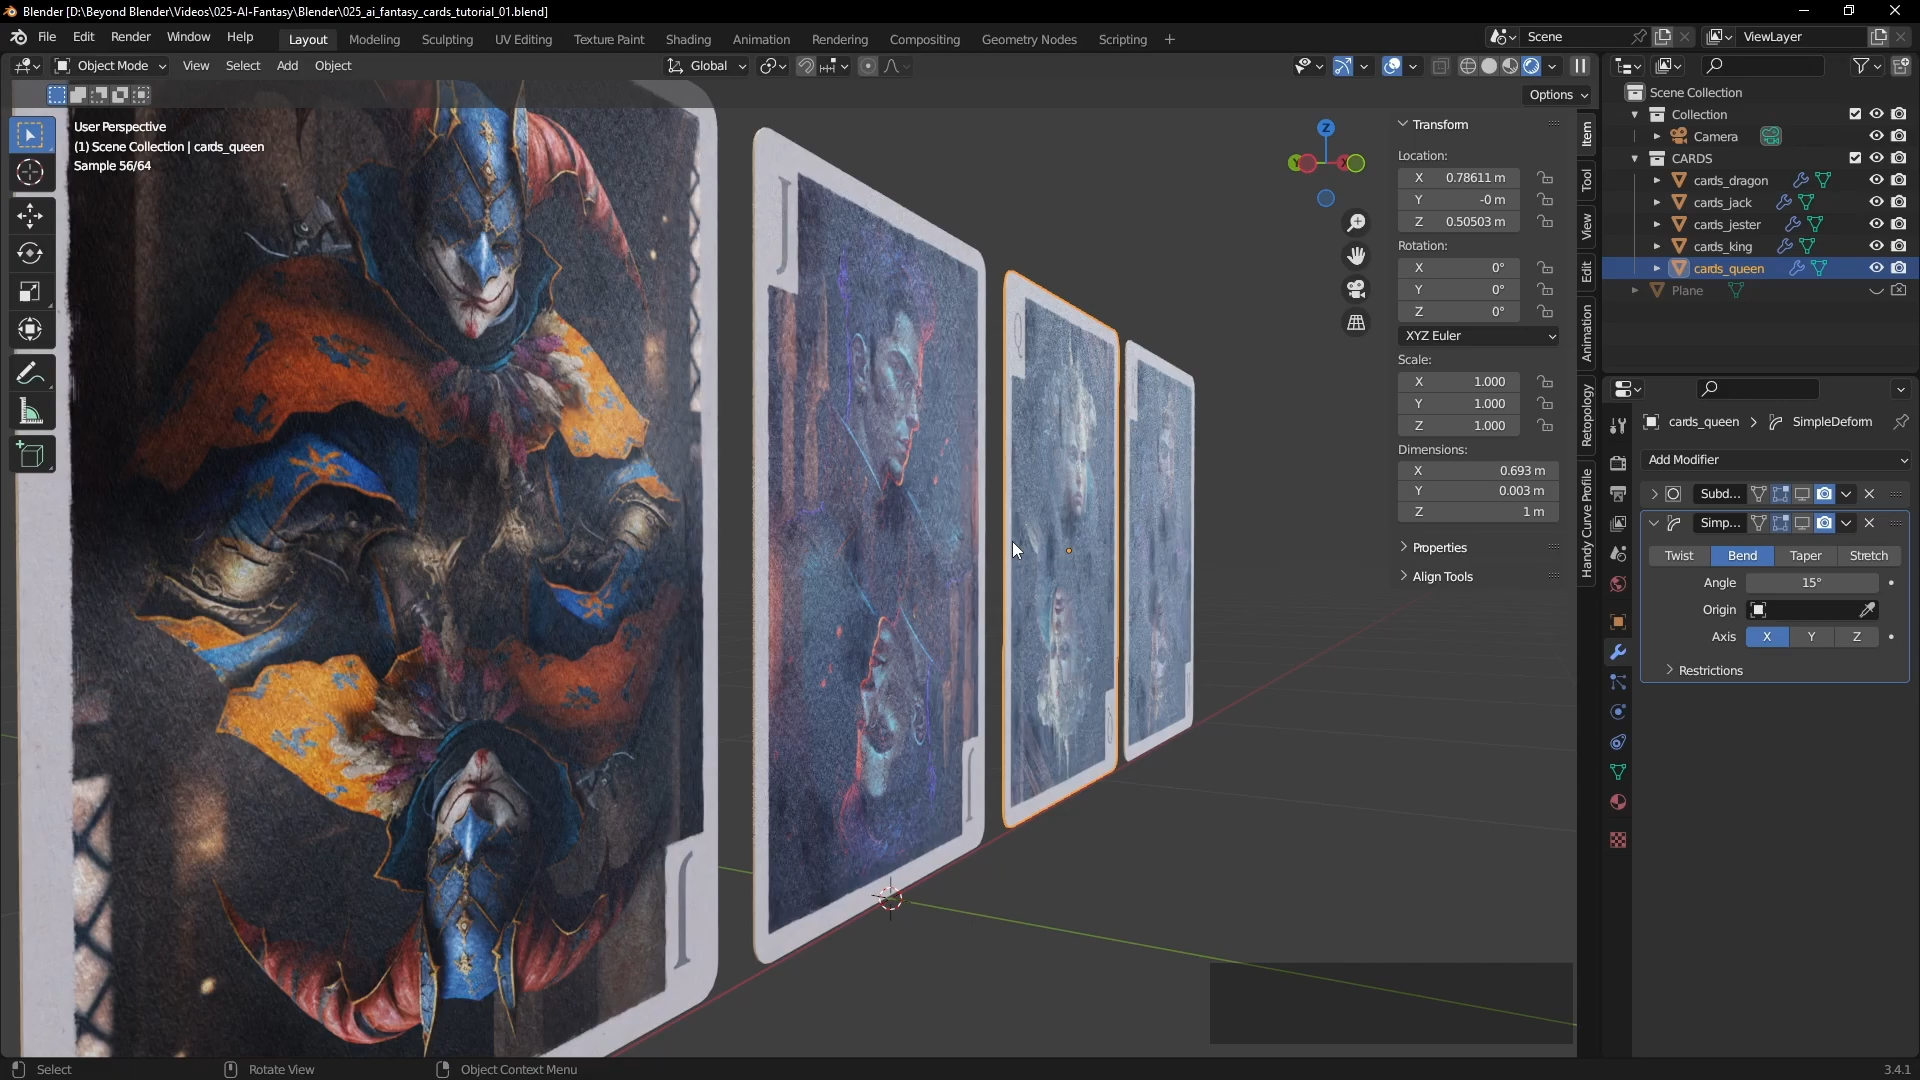 Blender [D:\Beyond Blender\Videos\025-AI-Fantasy\Blender\025_ai_fantasy_cards_tutorial_01.blend]
File Edit Render Window Help Layout Modeling Sculpting UV Editing Texture Paint Shading Animation Rendering Compositing Geometry Nodes Scripting + Scene ViewLayer
Object Mode View Select Add Object Global
Options
User Perspective
(1) Scene Collection | cards_queen
Sample 56/64
Z
Y
X
J
J
J
Q
Q
Transform
Location:
X 0.78611 m
Y -0 m
Z 0.50503 m
Rotation:
X 0°
Y 0°
Z 0°
XYZ Euler
Scale:
X 1.000
Y 1.000
Z 1.000
Dimensions:
X 0.693 m
Y 0.003 m
Z 1 m
Properties
Align Tools
Item
Tool
View
Edit
Animation
Retopology
Handy Curve Profile
Scene Collection
Collection
Camera
CARDS
cards_dragon
cards_jack
cards_jester
cards_king
cards_queen
Plane
cards_queen > SimpleDeform
Add Modifier
Subd...
Simp...
Twist Bend Taper Stretch
Angle 15°
Origin
Axis X Y Z
Restrictions
Select Rotate View Object Context Menu 3.4.1